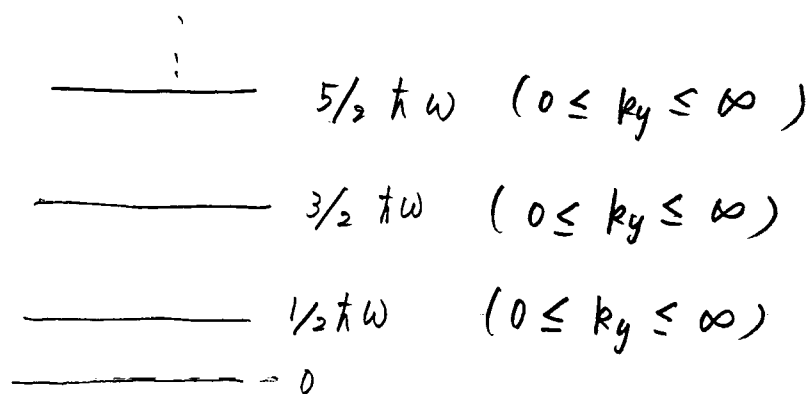 5/2 ħω (0 ≤ ky ≤ ∞)
3/2 ħω (0 ≤ ky ≤ ∞)
1/2 ħω (0 ≤ ky ≤ ∞)
0